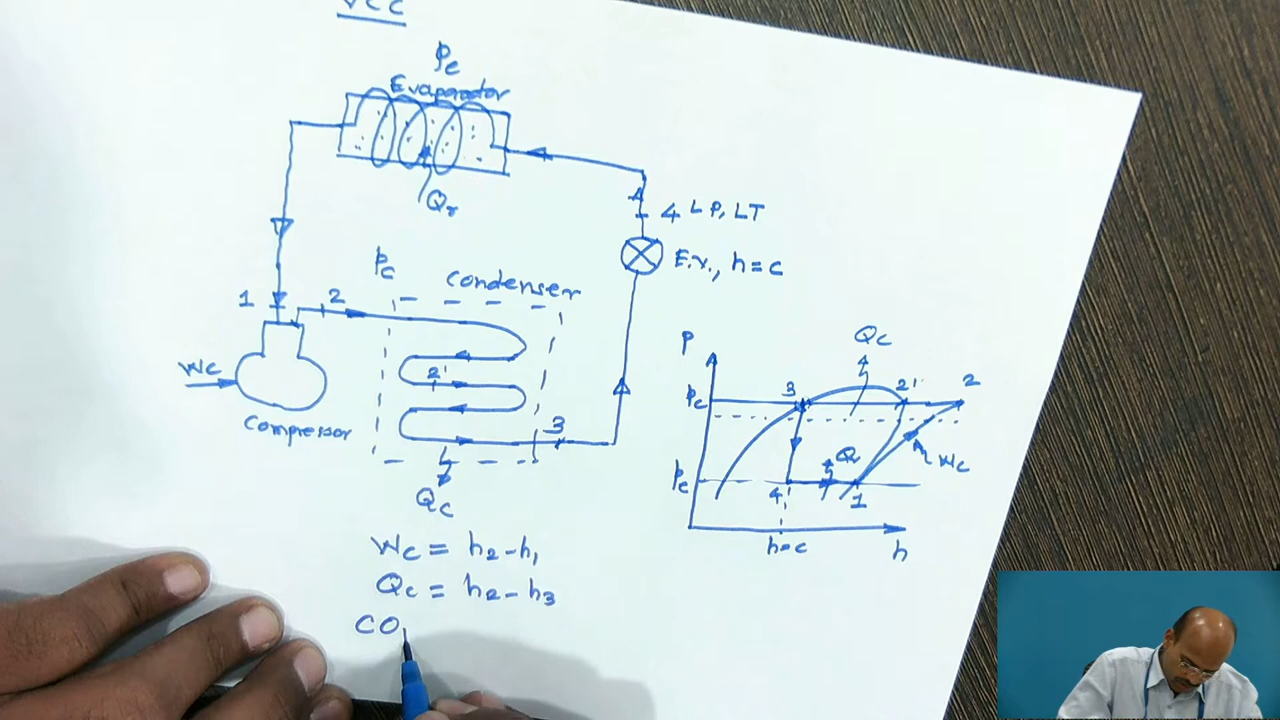 VCC
Pe
Evaporator
Qr
4 LP, LT
E.V., h=c
Pc
Condenser
1
2
Wc
2'
Compressor
3
Qc
P
Qc
Pc
3
2'
2
Wc
Pe
4
1
h=c
h
Wc = h2-h1
Qc = h2-h3
CO